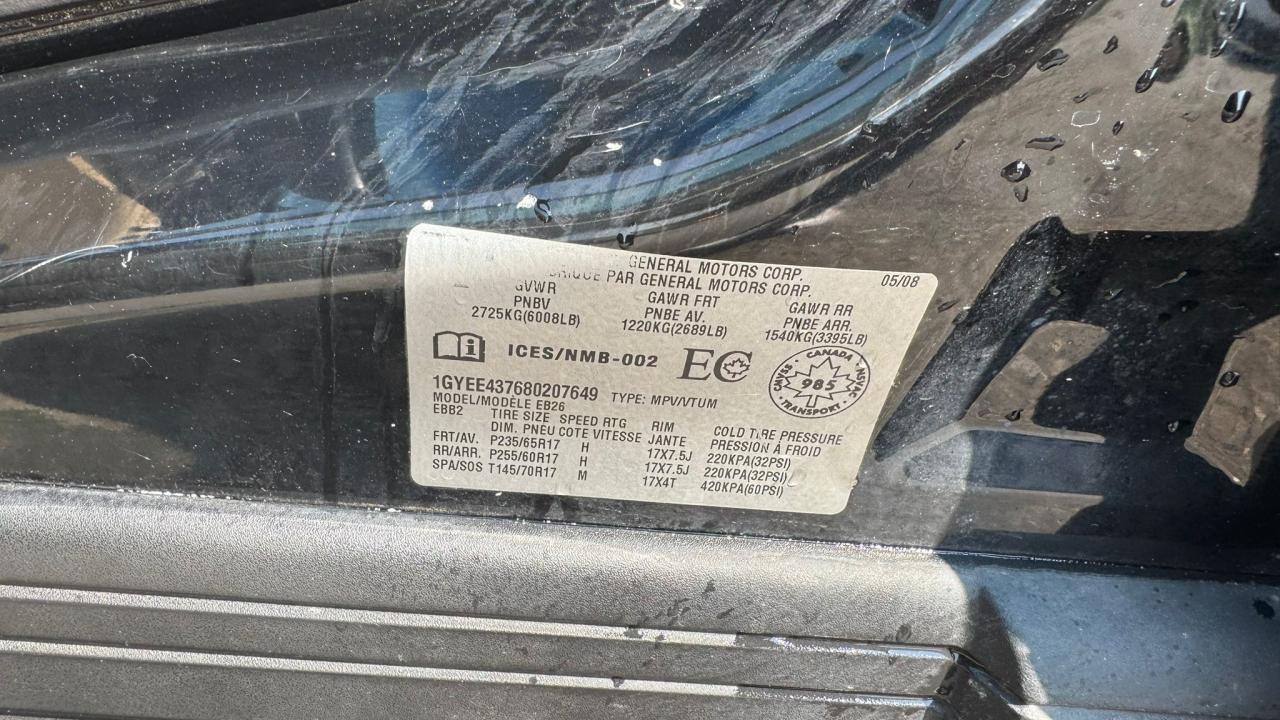 GENERAL MOTORS CORP. 05/08
PAR GENERAL MOTORS CORP.
GVWR GAWR FRT GAWR RR
PNBV PNBE AV. PNBE ARR.
2725KG(6008LB) 1220KG(2689LB) 1540KG(3395LB)
ICES/NMB-002 EC
CANADA
CMVSS 985 NSVAC
TRANSPORT
1GYEE437680207649 TYPE: MPV/VTUM
MODEL/MODÈLE EB26
EBB2 TIRE SIZE SPEED RTG RIM COLD TIRE PRESSURE
DIM. PNEU COTE VITESSE JANTE PRESSION À FROID
FRT/AV. P235/65R17 H 17X7.5J 220KPA(32PSI)
RR/ARR. P255/60R17 H 17X7.5J 220KPA(32PSI)
SPA/SOS T145/70R17 M 17X4T 420KPA(60PSI)